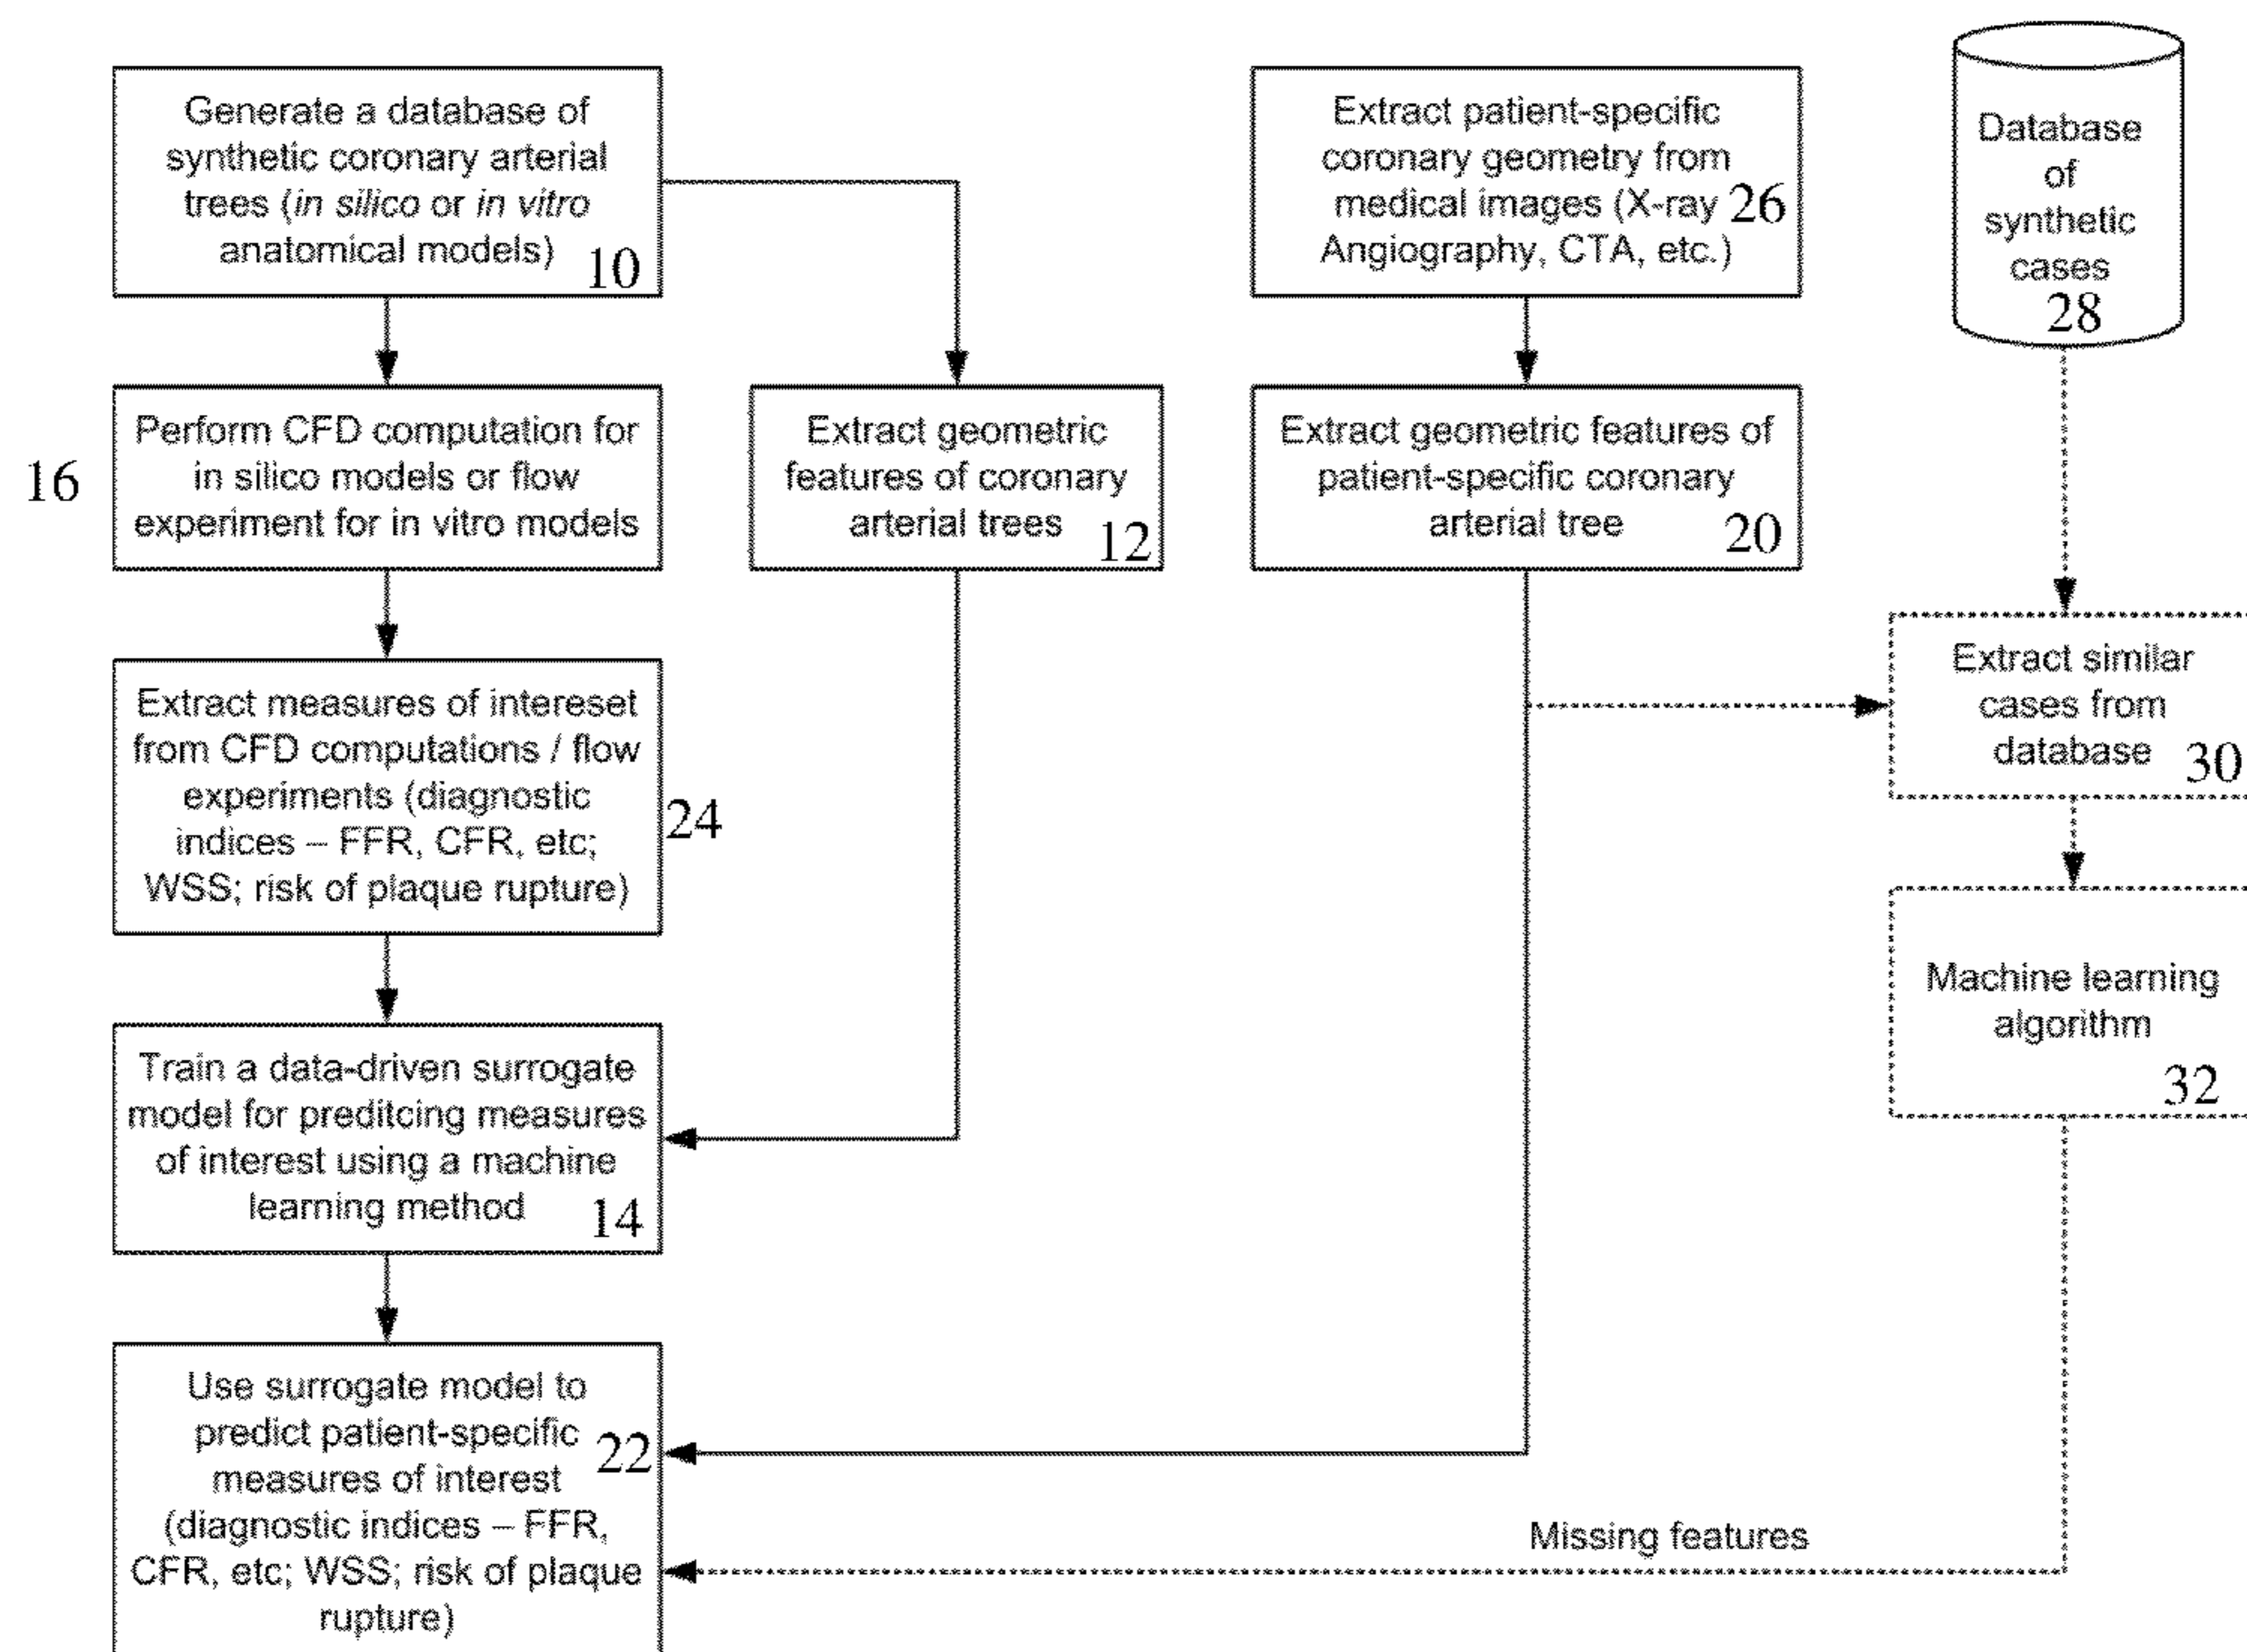 Generate a database of
synthetic coronary arterial
trees (in silico or in vitro
anatomical models)
10
Perform CFD computation for
in silico models or flow
experiment for in vitro models
16
Extract measures of intereset
from CFD computations / flow
experiments (diagnostic
indices – FFR, CFR, etc;
WSS; risk of plaque rupture)
24
Train a data-driven surrogate
model for preditcing measures
of interest using a machine
learning method
14
Use surrogate model to
predict patient-specific
measures of interest
(diagnostic indices – FFR,
CFR, etc; WSS; risk of plaque
rupture)
22
Extract geometric
features of coronary
arterial trees
12
Extract patient-specific
coronary geometry from
medical images (X-ray
Angiography, CTA, etc.)
26
Extract geometric features of
patient-specific coronary
arterial tree
20
Database
of
synthetic
cases
28
Extract similar
cases from
database
30
Machine learning
algorithm
32
Missing features